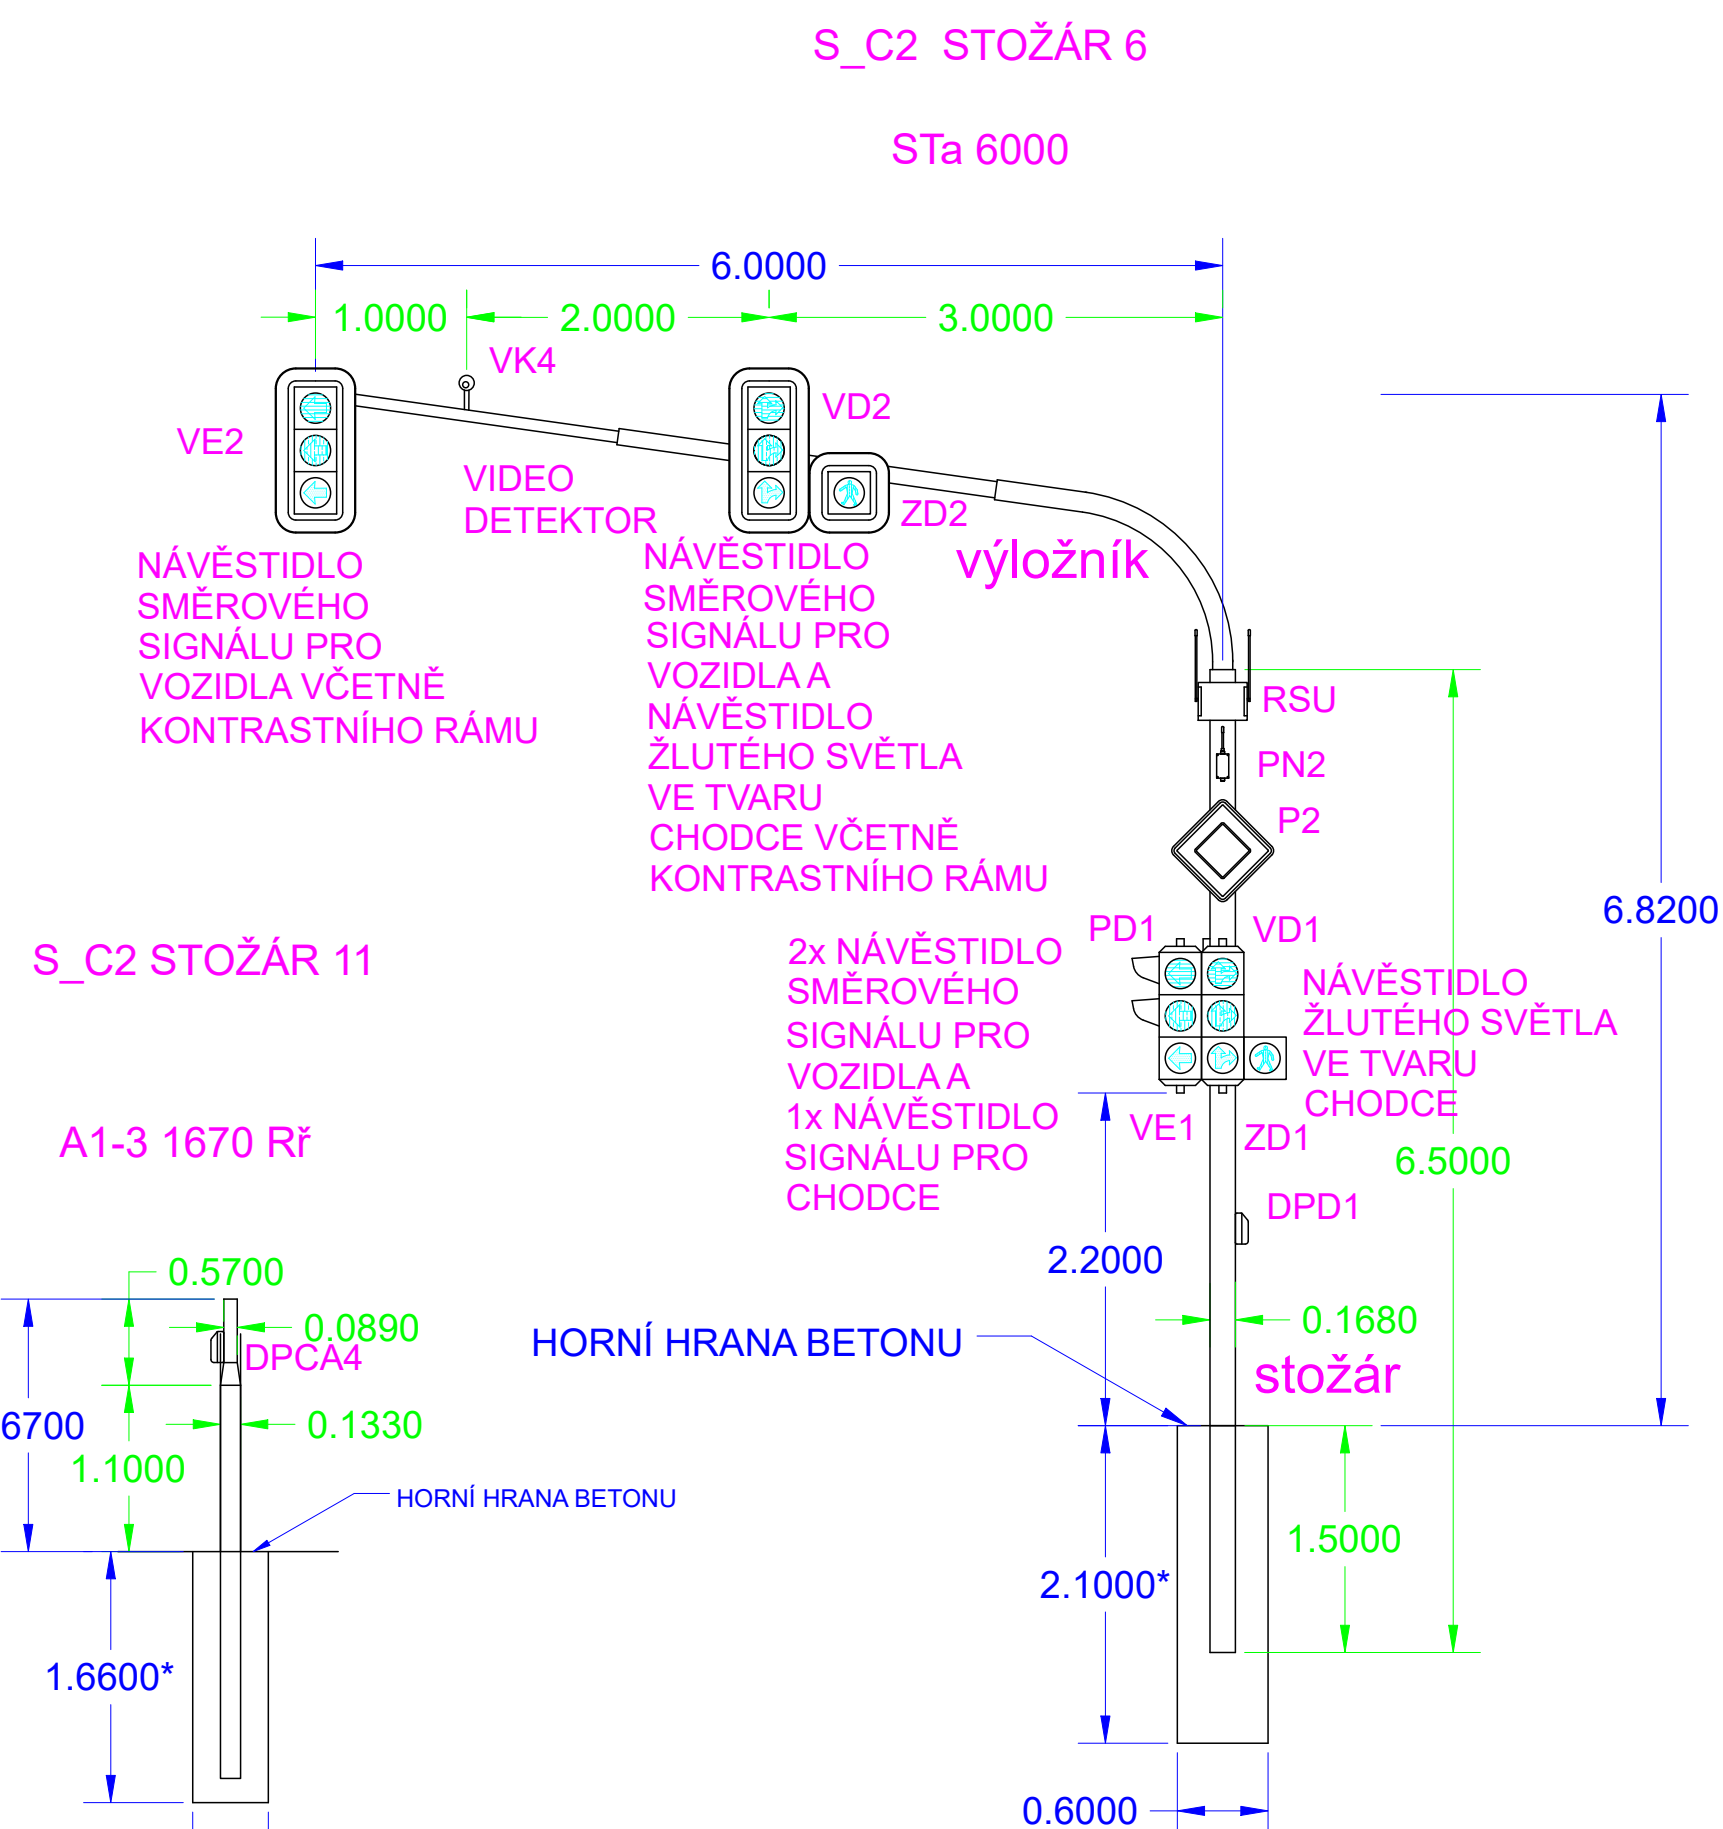 S_C2 STOŽÁR 6
STa 6000
6.0000
1.0000
2.0000
3.0000
VK4
VE2
VD2
VIDEO
DETEKTOR
ZD2
výložník
NÁVĚSTIDLO
SMĚROVÉHO
SIGNÁLU PRO
VOZIDLA VČETNĚ
KONTRASTNÍHO RÁMU
NÁVĚSTIDLO
SMĚROVÉHO
SIGNÁLU PRO
VOZIDLA A
NÁVĚSTIDLO
ŽLUTÉHO SVĚTLA
VE TVARU
CHODCE VČETNĚ
KONTRASTNÍHO RÁMU
RSU
PN2
P2
6.8200
PD1
VD1
2x NÁVĚSTIDLO
SMĚROVÉHO
SIGNÁLU PRO
VOZIDLA A
1x NÁVĚSTIDLO
SIGNÁLU PRO
CHODCE
NÁVĚSTIDLO
ŽLUTÉHO SVĚTLA
VE TVARU
CHODCE
VE1
ZD1
6.5000
DPD1
2.2000
0.1680
HORNÍ HRANA BETONU
stožár
1.5000
2.1000*
0.6000
S_C2 STOŽÁR 11
A1-3 1670 Rř
0.5700
0.0890
DPCA4
6700
0.1330
1.1000
HORNÍ HRANA BETONU
1.6600*